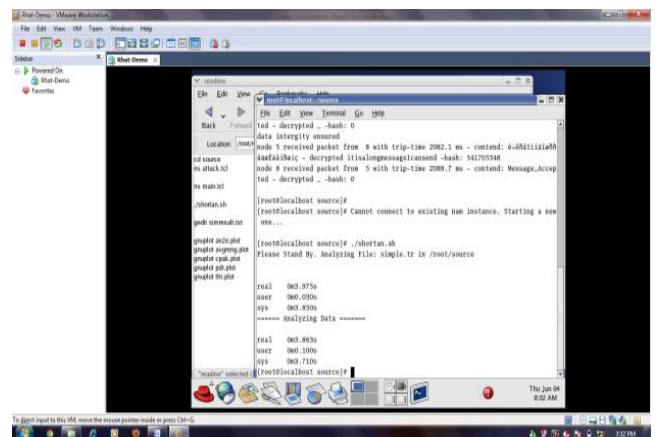 Rhat-Demo - VMware Workstation
File Edit View VM Team Windows Help
Sidebar
Powered On
Rhat-Demo
Favorites
Rhat-Demo
readme
File Edit View Go Bookmarks Help
Back Forward
Location: /root/
cd source
ns attack.tcl
ns main.tcl
./shortan.sh
gedit simresult.txt
gnuplot ae2e.plot
gnuplot avgreng.plot
gnuplot cpak.plot
gnuplot pdr.plot
gnuplot thr.plot
"readme" selected
root@localhost:~/source
File Edit View Terminal Go Help
ted - decrypted _ -hash: 0
data intergity ensured
node 5 received packet from 8 with trip-time 2082.1 ms - contend:
- decrypted itisalongmessageIcansend -hash: 541705348
node 8 received packet from 5 with trip-time 2088.7 ms - contend: Message_Accep
ted - decrypted _ -hash: 0
[root@localhost source]#
[root@localhost source]# Cannot connect to existing nam instance. Starting a new
one...
[root@localhost source]# ./shortan.sh
Please Stand By. Analyzing File: simple.tr in /root/source
real 0m3.975s
user 0m0.030s
sys 0m3.850s
====== Analyzing Data =======
real 0m3.863s
user 0m0.100s
sys 0m3.710s
[root@localhost source]#
Thu Jun 04
8:02 AM
To direct input to this VM, move the mouse pointer inside or press Ctrl+G.
7:32 PM